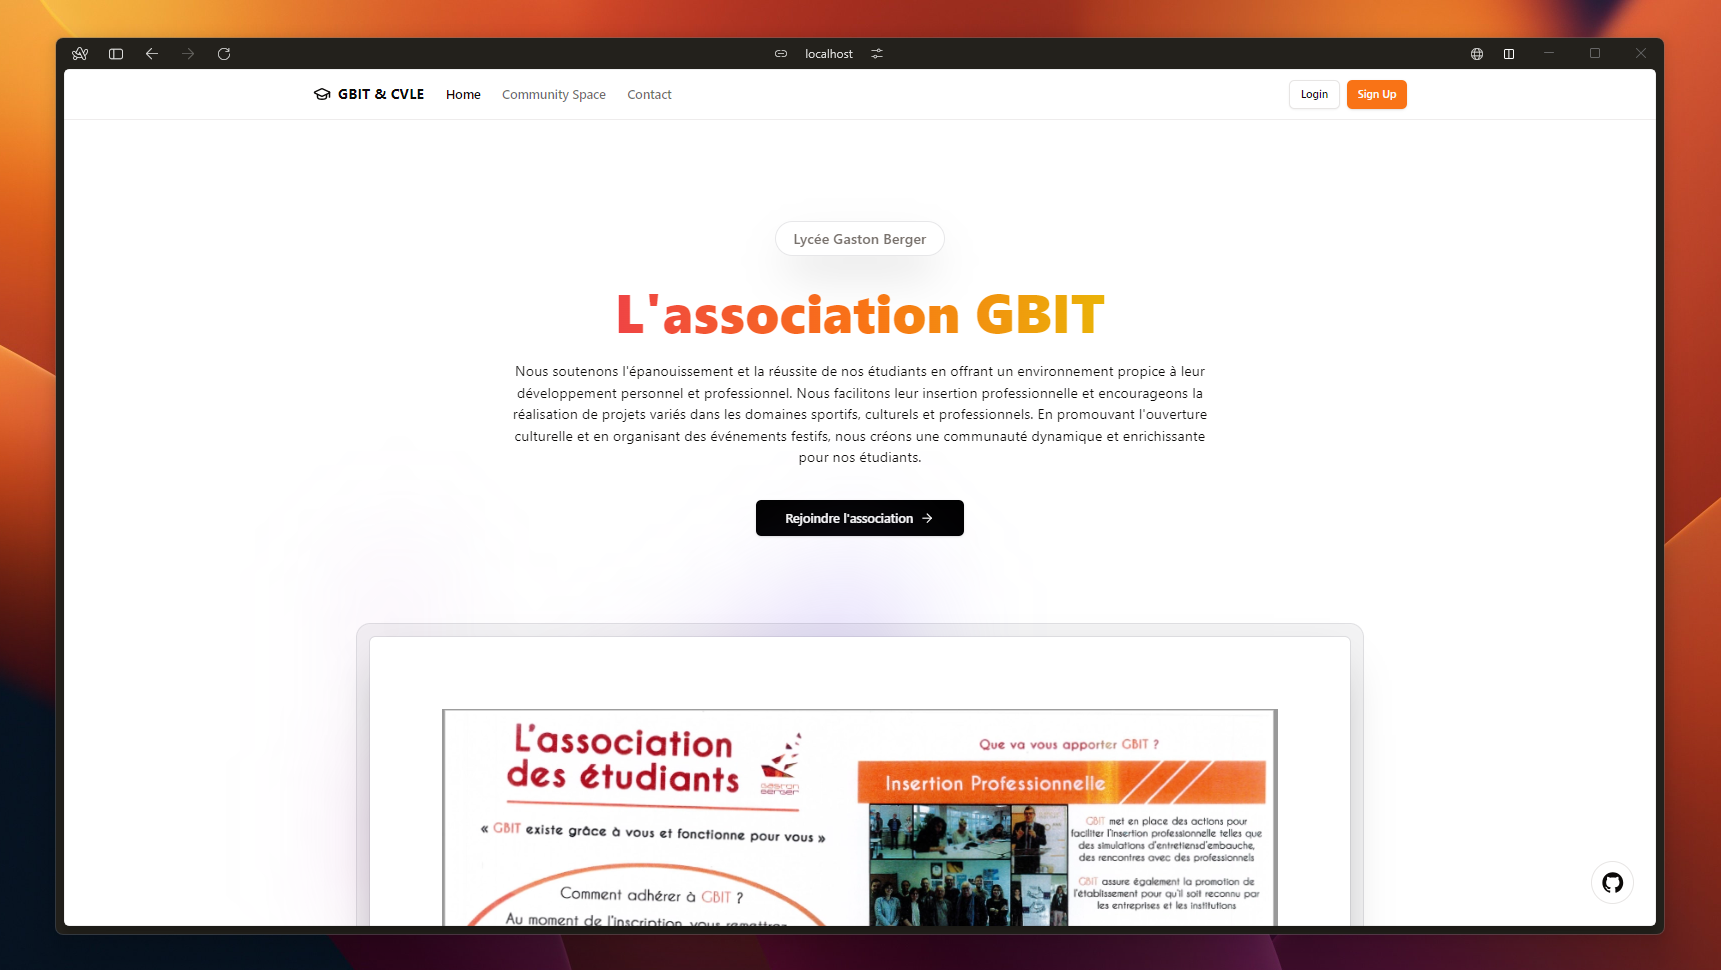 localhost
GBIT & CVLE
Home
Community Space
Contact
Login
Sign Up
Lycée Gaston Berger
L'association GBIT
Nous soutenons l'épanouissement et la réussite de nos étudiants en offrant un environnement propice à leur
développement personnel et professionnel. Nous facilitons leur insertion professionnelle et encourageons la
réalisation de projets variés dans les domaines sportifs, culturels et professionnels. En promouvant l'ouverture
culturelle et en organisant des événements festifs, nous créons une communauté dynamique et enrichissante
pour nos étudiants.
Rejoindre l'association
L'association
des étudiants
gaston
berger
« GBIT existe grâce à vous et fonctionne pour vous »
Comment adhérer à GBIT ?
Au moment de l'inscription, vous remettrez
Que va vous apporter GBIT ?
Insertion Professionnelle
GBIT met en place des actions pour
faciliter l'insertion professionnelle telles que
des simulations d'entretiensd'embauche,
des rencontres avec des professionnels
GBIT assure également la promotion de
l'établissement pour qu'il soit reconnu par
les entreprises et les institutions